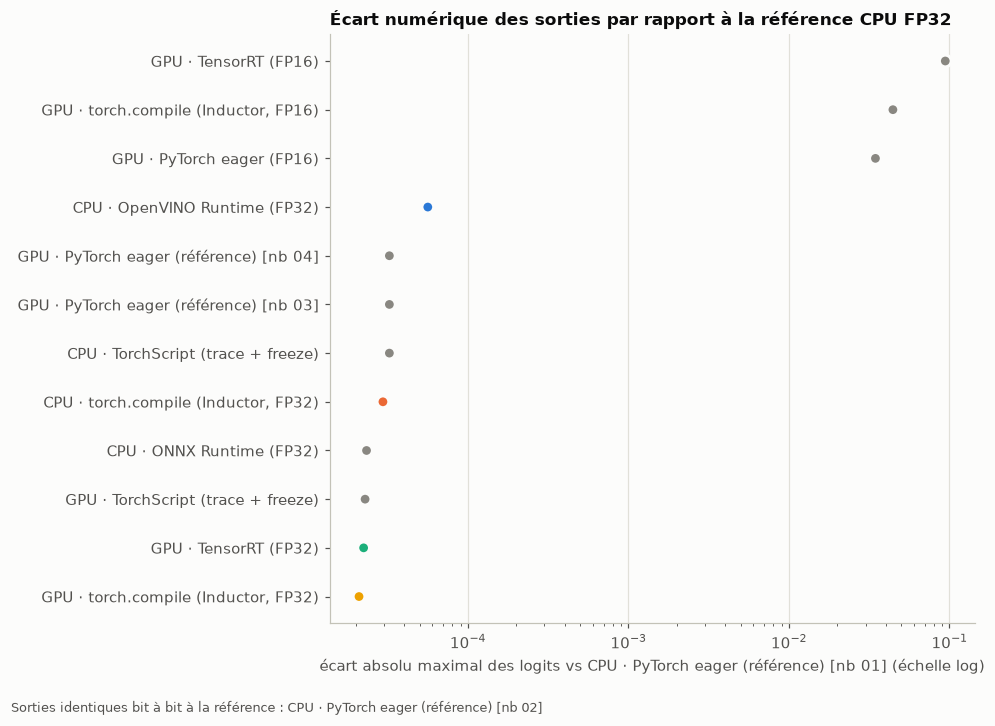 Écart numérique des sorties par rapport à la référence CPU FP32
GPU · TensorRT (FP16)
GPU · torch.compile (Inductor, FP16)
GPU · PyTorch eager (FP16)
CPU · OpenVINO Runtime (FP32)
GPU · PyTorch eager (référence) [nb 04]
GPU · PyTorch eager (référence) [nb 03]
CPU · TorchScript (trace + freeze)
CPU · torch.compile (Inductor, FP32)
CPU · ONNX Runtime (FP32)
GPU · TorchScript (trace + freeze)
GPU · TensorRT (FP32)
GPU · torch.compile (Inductor, FP32)
10⁻⁴ 10⁻³ 10⁻² 10⁻¹
écart absolu maximal des logits vs CPU · PyTorch eager (référence) [nb 01] (échelle log)
Sorties identiques bit à bit à la référence : CPU · PyTorch eager (référence) [nb 02]